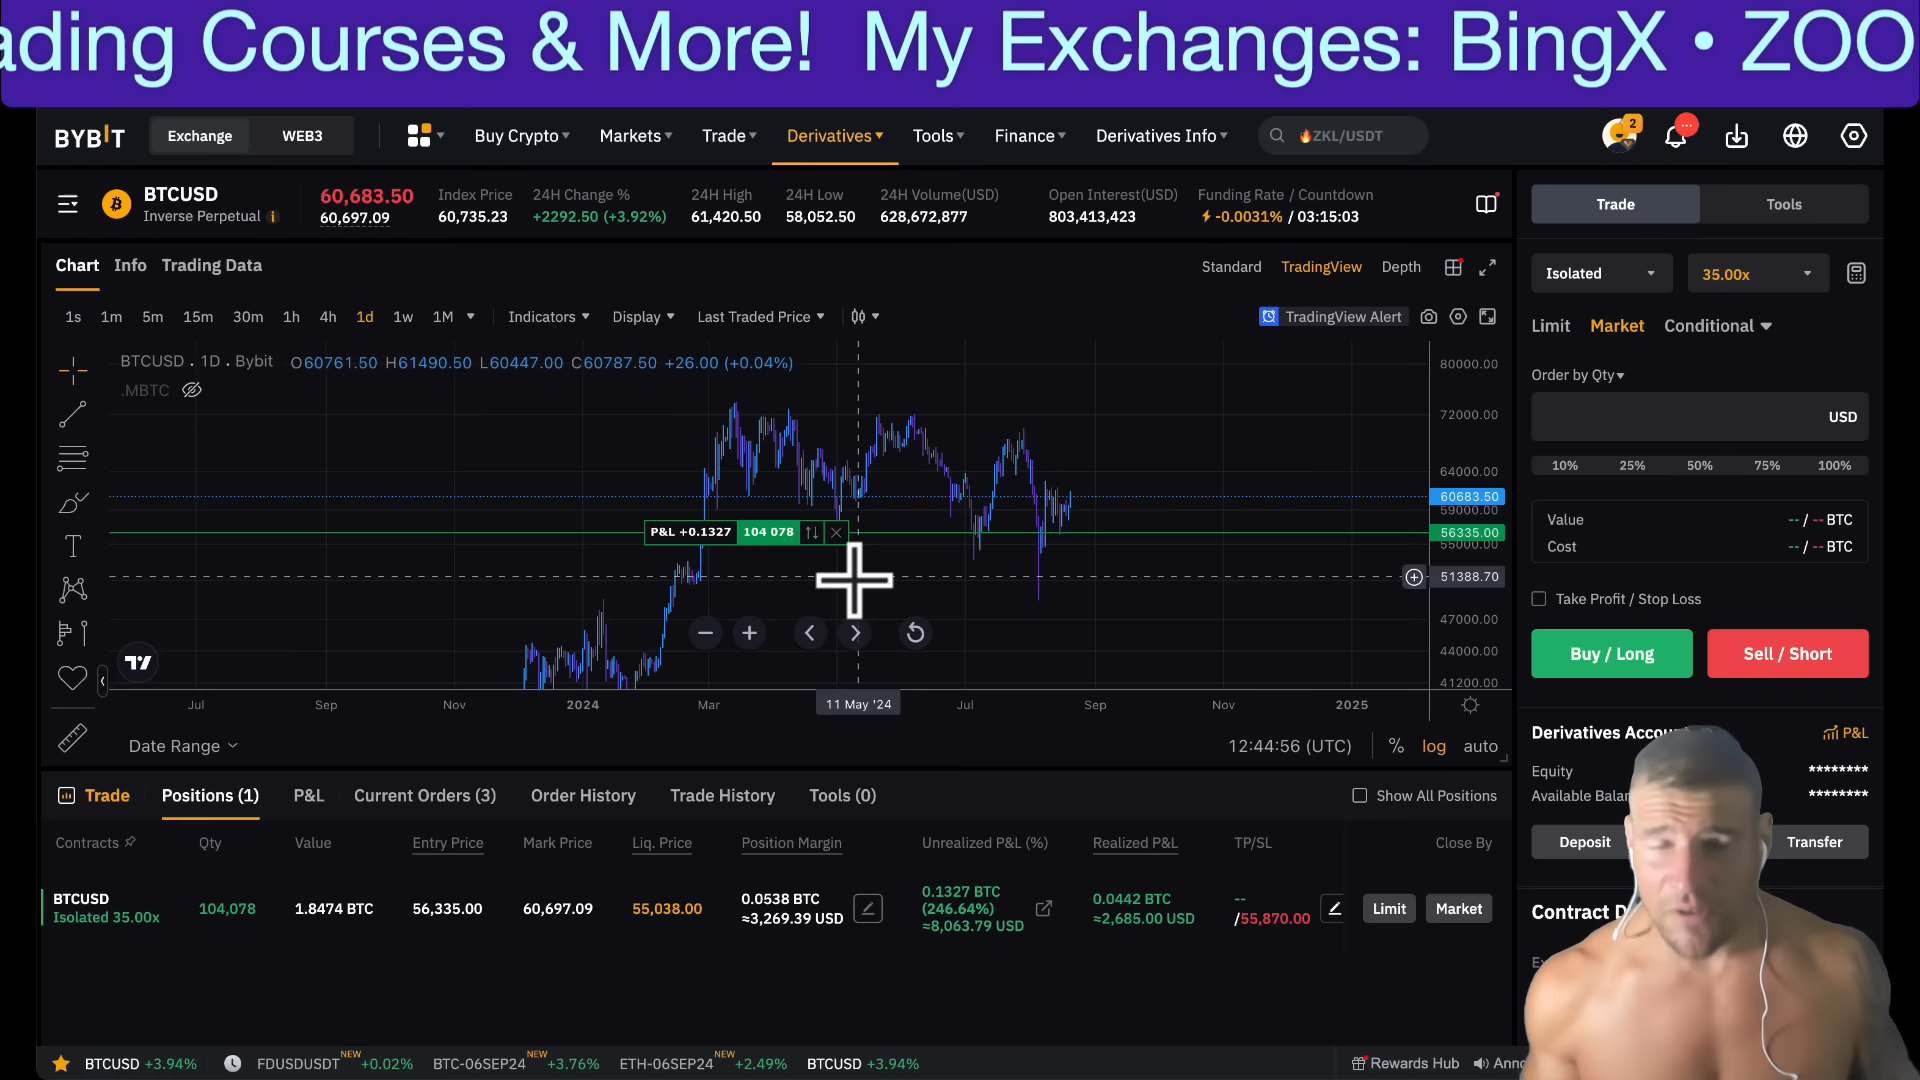 ading Courses & More! My Exchanges: BingX • ZOO
BYBIT Exchange WEB3 Buy Crypto Markets Trade Derivatives Tools Finance Derivatives Info ZKL/USDT 2
BTCUSD
Inverse Perpetual
60,683.50
60,697.09
Index Price
60,735.23
24H Change %
+2292.50 (+3.92%)
24H High
61,420.50
24H Low
58,052.50
24H Volume(USD)
628,672,877
Open Interest(USD)
803,413,423
Funding Rate / Countdown
-0.0031% / 03:15:03
Chart Info Trading Data
Standard TradingView Depth
1s 1m 5m 15m 30m 1h 4h 1d 1w 1M Indicators Display Last Traded Price TradingView Alert
BTCUSD · 1D · Bybit O60761.50 H61490.50 L60447.00 C60787.50 +26.00 (+0.04%)
.MBTC
80000.00
72000.00
64000.00
60683.50
59000.00
56335.00
55000.00
51388.70
47000.00
44000.00
41200.00
P&L +0.1327 104 078
Jul Sep Nov 2024 Mar 11 May '24 Jul Sep Nov 2025
Date Range
12:44:56 (UTC) % log auto
Trade Positions (1) P&L Current Orders (3) Order History Trade History Tools (0) Show All Positions
Contracts Qty Value Entry Price Mark Price Liq. Price Position Margin Unrealized P&L (%) Realized P&L TP/SL Close By
BTCUSD
Isolated 35.00x
104,078
1.8474 BTC
56,335.00
60,697.09
55,038.00
0.0538 BTC
≈3,269.39 USD
0.1327 BTC
(246.64%)
≈8,063.79 USD
0.0442 BTC
≈2,685.00 USD
--
/55,870.00
Limit Market
Trade Tools
Isolated 35.00x
Limit Market Conditional
Order by Qty
USD
10% 25% 50% 75% 100%
Value -- / -- BTC
Cost -- / -- BTC
Take Profit / Stop Loss
Buy / Long Sell / Short
Derivatives Accou P&L
Equity ********
Available Balan ********
Deposit Transfer
Contract D
BTCUSD +3.94% FDUSDUSDT NEW +0.02% BTC-06SEP24 NEW +3.76% ETH-06SEP24 NEW +2.49% BTCUSD +3.94% Rewards Hub Anno